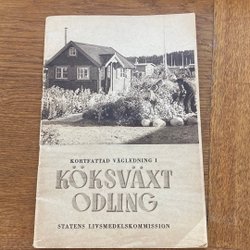 KORTFATTAD VÄGLEDNING I
KÖKSVÄXT
ODLING
STATENS LIVSMEDELSKOMMISSION